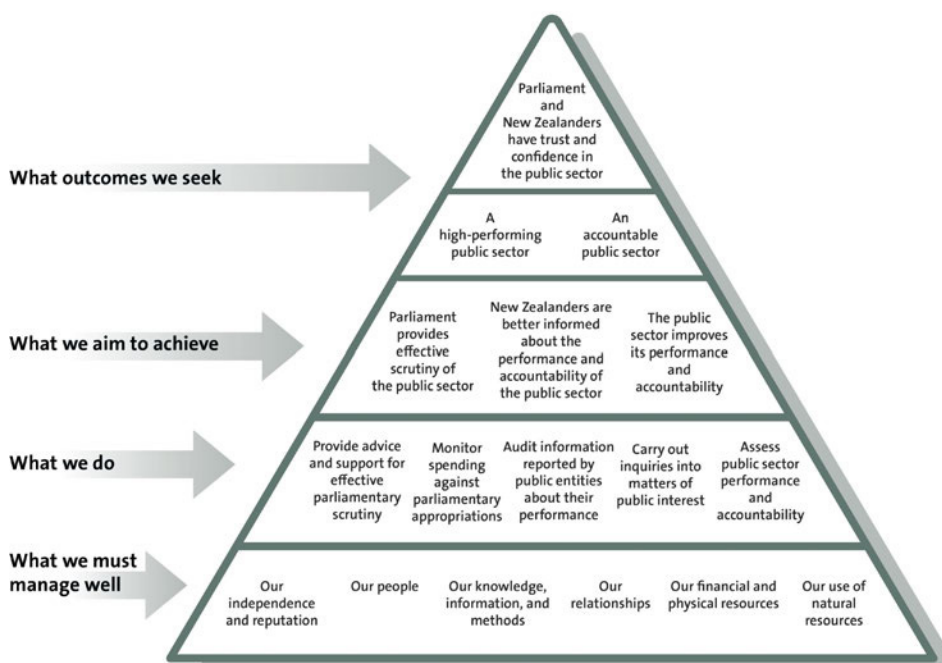 Parliament
and
New Zealanders
have trust and
confidence in
the public sector
What outcomes we seek
A
high-performing
public sector
An
accountable
public sector
What we aim to achieve
Parliament
provides
effective
scrutiny of
the public sector
New Zealanders are
better informed
about the
performance and
accountability of
the public sector
The public
sector improves
its performance
and
accountability
What we do
Provide advice
and support for
effective
parliamentary
scrutiny
Monitor
spending
against
parliamentary
appropriations
Audit information
reported by
public entities
about their
performance
Carry out
inquiries into
matters of
public interest
Assess
public sector
performance
and
accountability
What we must
manage well
Our
independence
and reputation
Our people
Our knowledge,
information, and
methods
Our
relationships
Our financial and
physical resources
Our use of
natural
resources